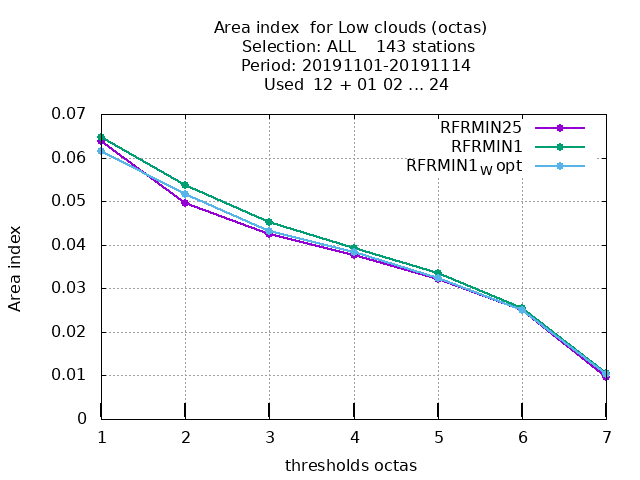 Area index  for Low clouds (octas)
Selection: ALL    143 stations
Period: 20191101-20191114
Used  12 + 01 02 ... 24
RFRMIN25
RFRMIN1
RFRMIN1W opt
0.07
0.06
0.05
0.04
0.03
0.02
0.01
0
Area index
1 2 3 4 5 6 7
thresholds octas